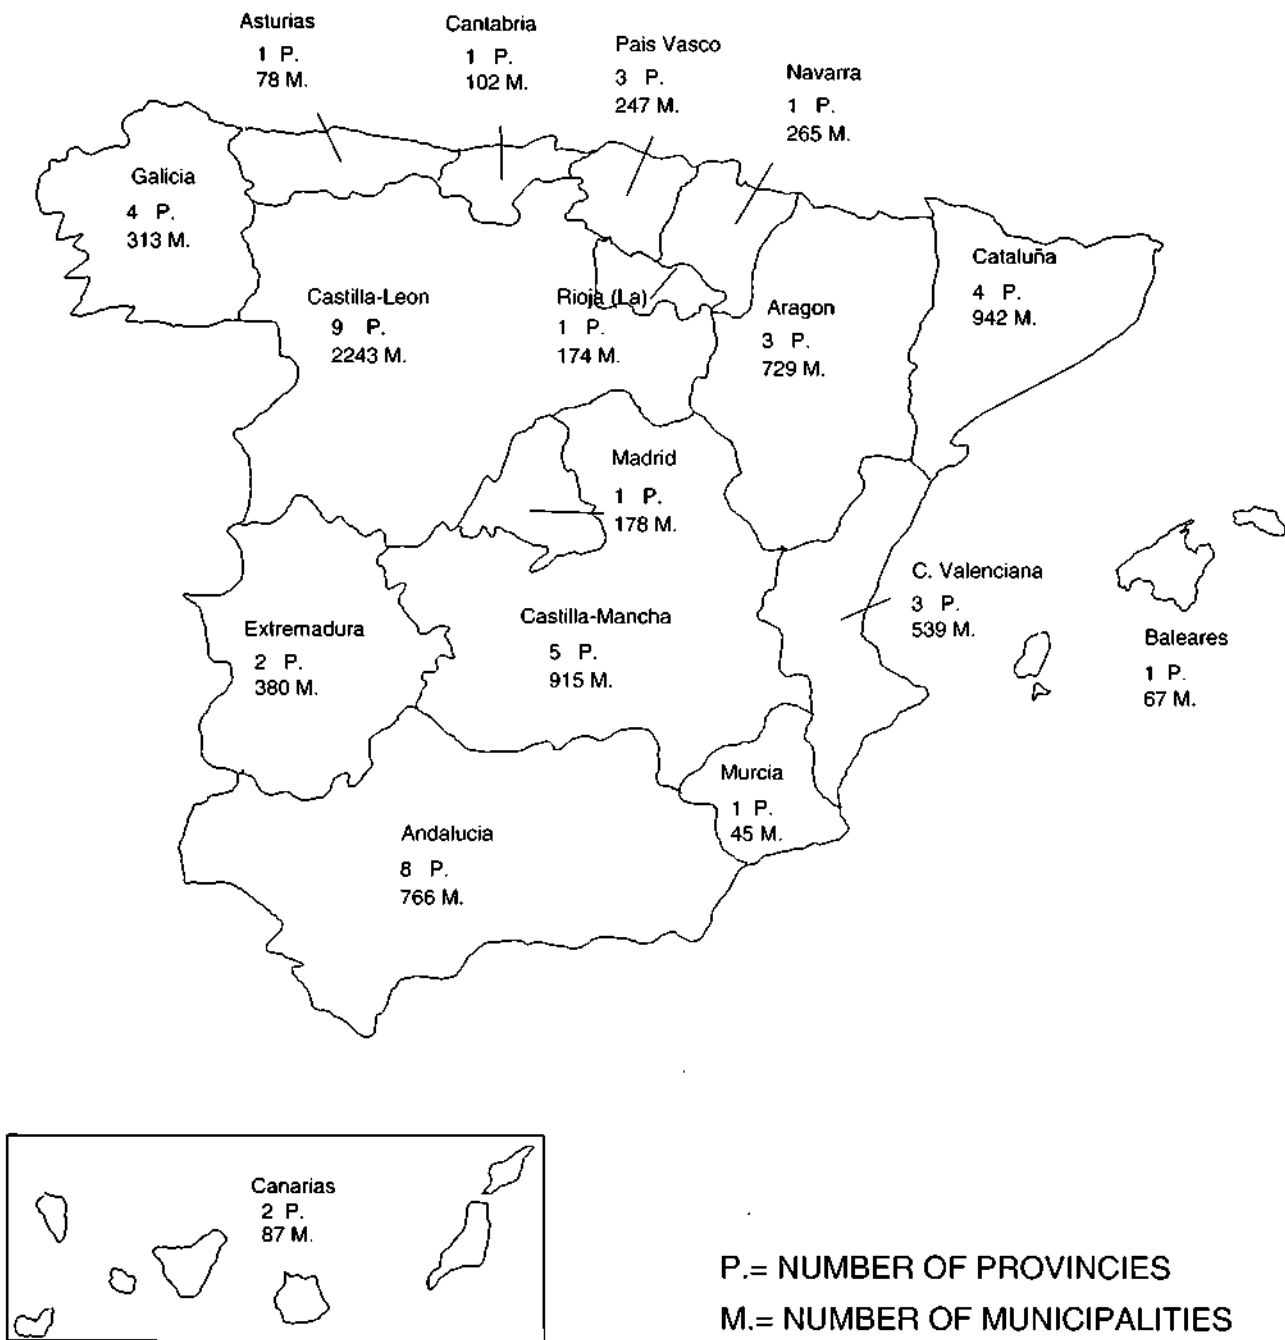 Asturias
1 P.
78 M.
Cantabria
1 P.
102 M.
Pais Vasco
3 P.
247 M.
Navarra
1 P.
265 M.
Galicia
4 P.
313 M.
Castilla-Leon
9 P.
2243 M.
Rioja (La)
1 P.
174 M.
Aragon
3 P.
729 M.
Cataluña
4 P.
942 M.
Madrid
1 P.
178 M.
C. Valenciana
3 P.
539 M.
Extremadura
2 P.
380 M.
Castilla-Mancha
5 P.
915 M.
Baleares
1 P.
67 M.
Murcia
1 P.
45 M.
Andalucia
8 P.
766 M.
Canarias
2 P.
87 M.
P.= NUMBER OF PROVINCIES
M.= NUMBER OF MUNICIPALITIES